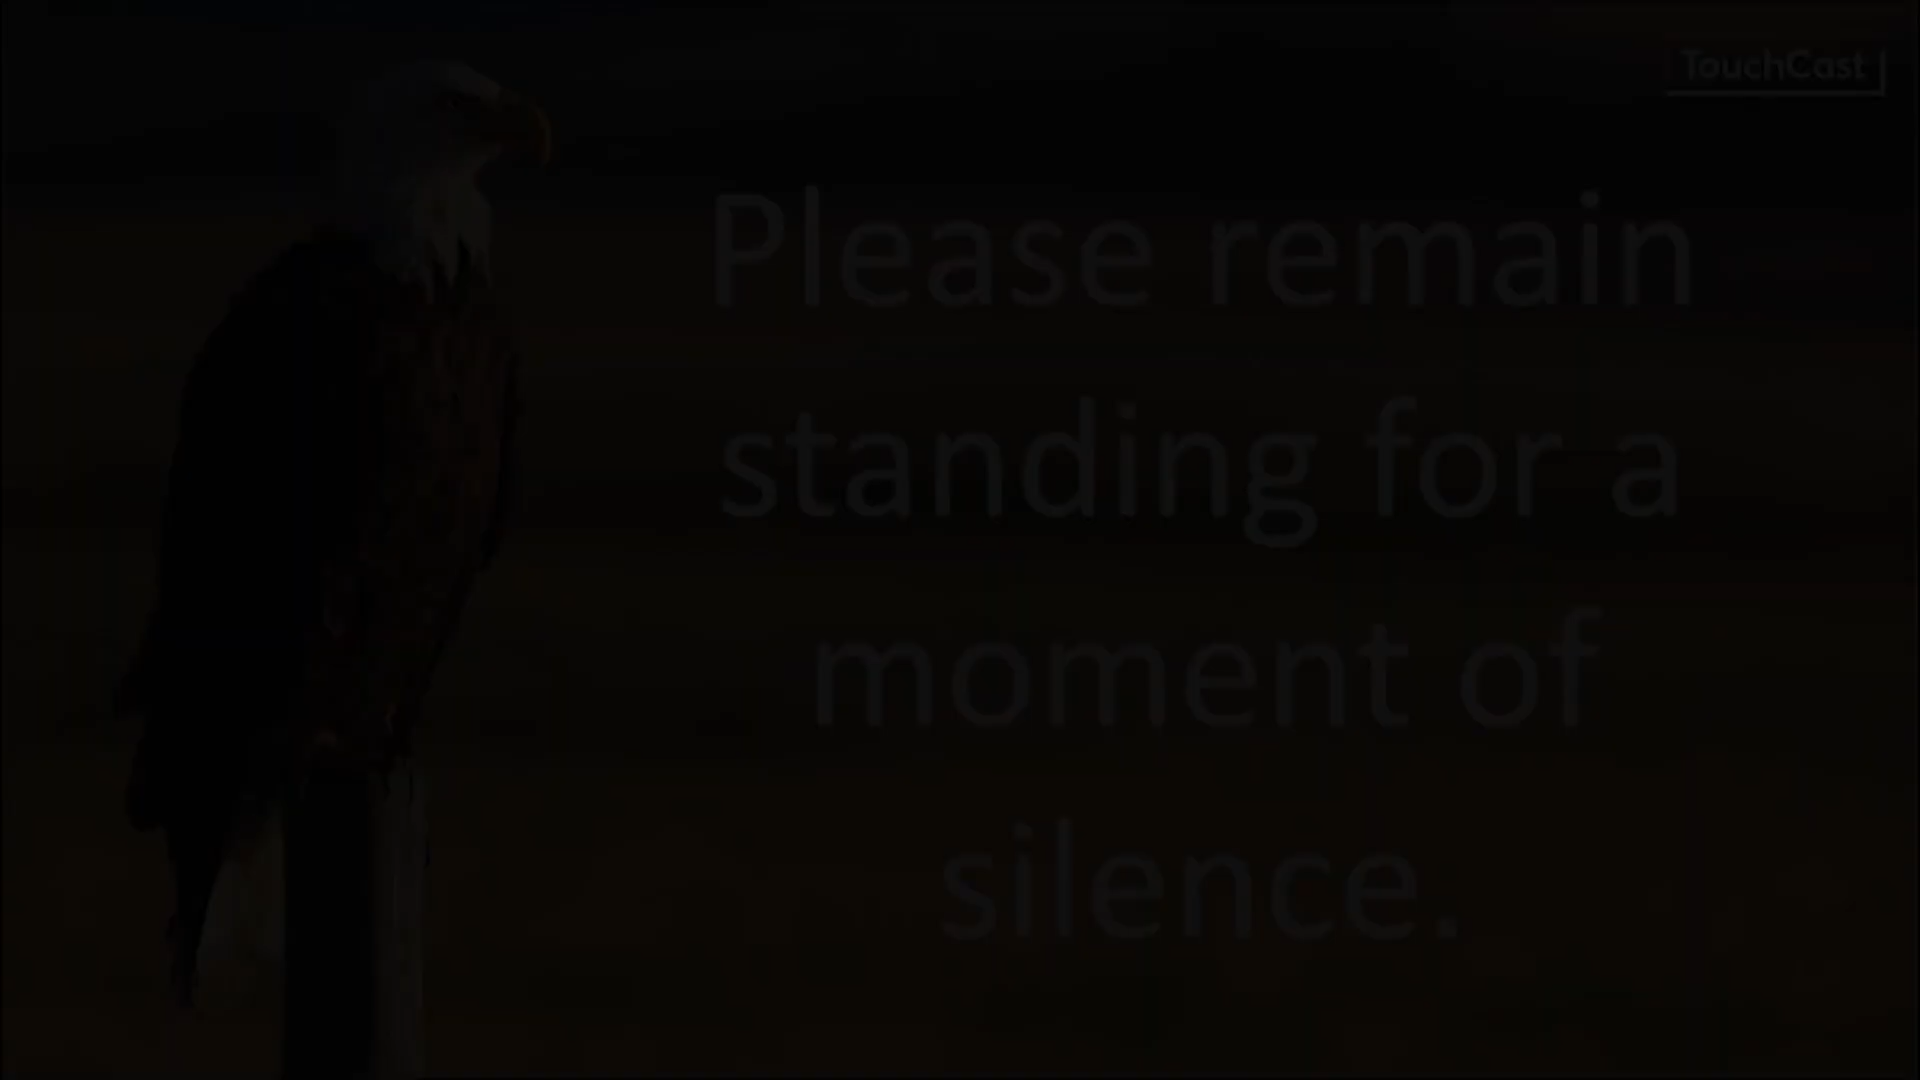 TouchCast
Please remain
standing for a
moment of
silence.